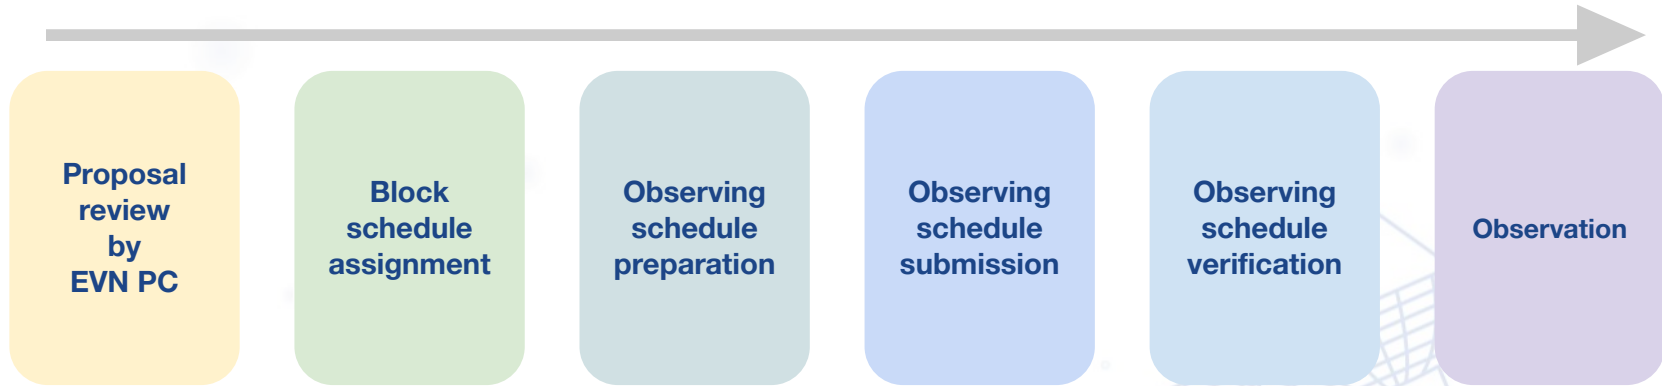 Proposal
review
by
EVN PC
Block
schedule
assignment
Observing
schedule
preparation
Observing
schedule
submission
Observing
schedule
verification
Observation